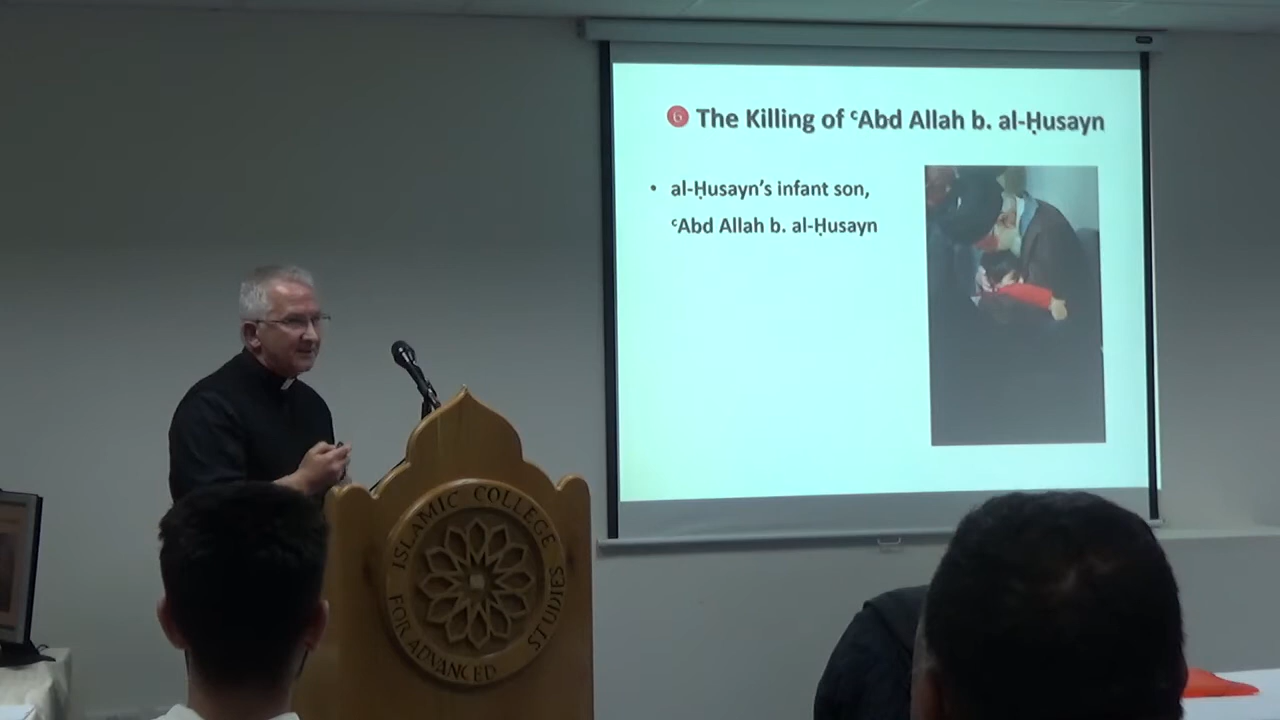 6 The Killing of ʿAbd Allah b. al-Ḥusayn
• al-Ḥusayn’s infant son,
ʿAbd Allah b. al-Ḥusayn
ISLAMIC COLLEGE
FOR ADVANCED STUDIES